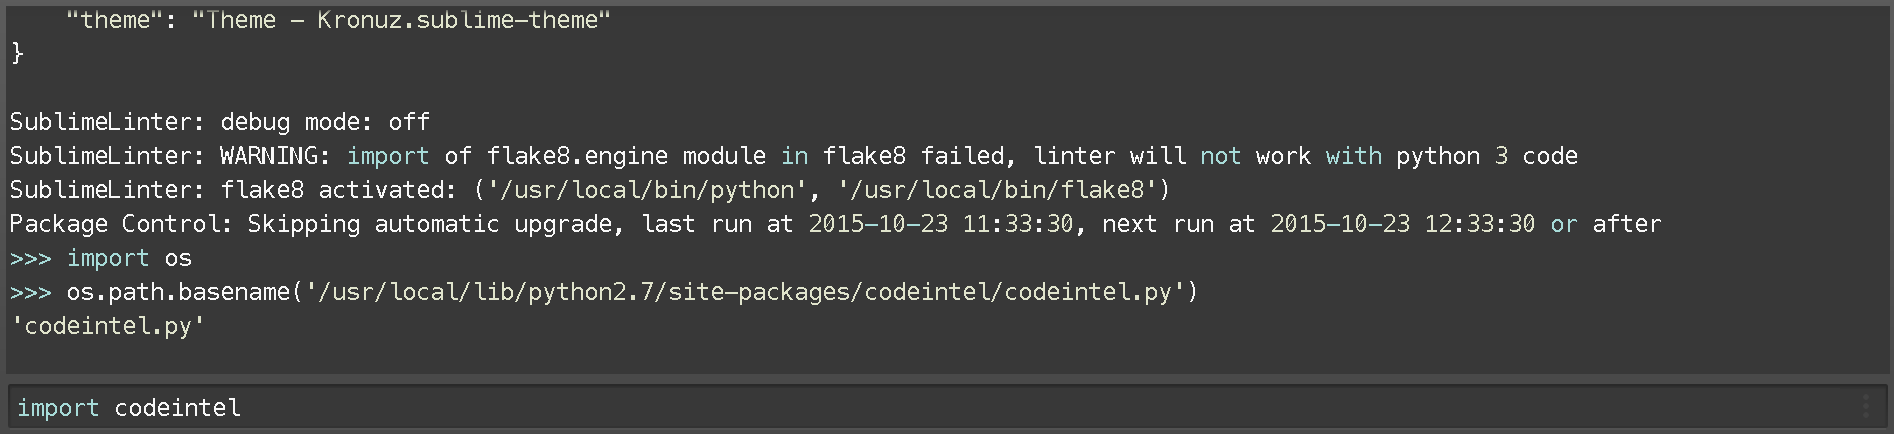 "theme": "Theme - Kronuz.sublime-theme"
}
SublimeLinter: debug mode: off
SublimeLinter: WARNING: import of flake8.engine module in flake8 failed, linter will not work with python 3 code
SublimeLinter: flake8 activated: ('/usr/local/bin/python', '/usr/local/bin/flake8')
Package Control: Skipping automatic upgrade, last run at 2015-10-23 11:33:30, next run at 2015-10-23 12:33:30 or after
>>> import os
>>> os.path.basename('/usr/local/lib/python2.7/site-packages/codeintel/codeintel.py')
'codeintel.py'
import codeintel